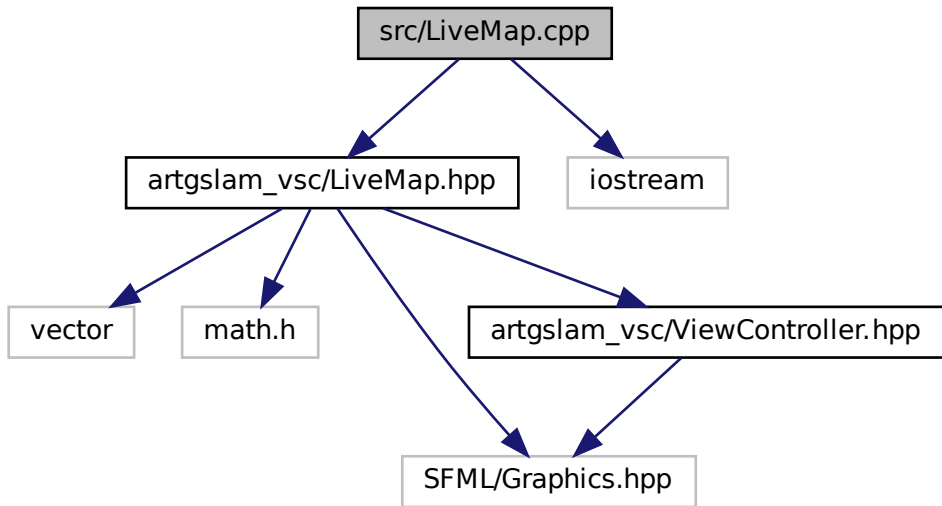 src/LiveMap.cpp
artgslam_vsc/LiveMap.hpp
iostream
vector
math.h
artgslam_vsc/ViewController.hpp
SFML/Graphics.hpp